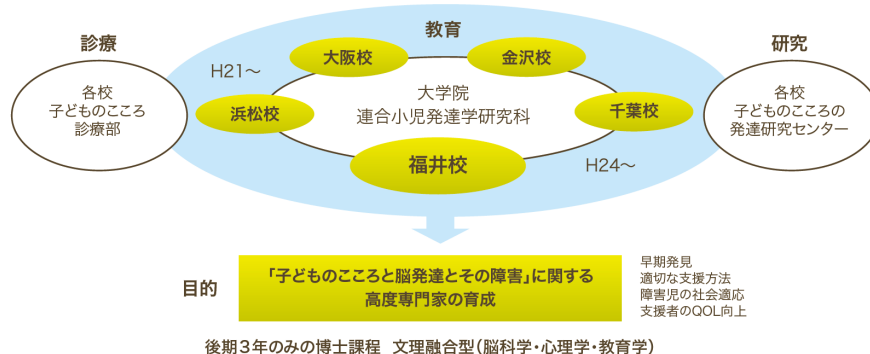 診療
教育
研究
大阪校
金沢校
H21～
各校
子どものこころ
診療部
浜松校
大学院
連合小児発達学研究科
千葉校
各校
子どものこころの
発達研究センター
福井校
H24～
目的
「子どものこころと脳発達とその障害」に関する
高度専門家の育成
早期発見
適切な支援方法
障害児の社会適応
支援者のQOL向上
後期3年のみの博士課程 文理融合型（脳科学・心理学・教育学）